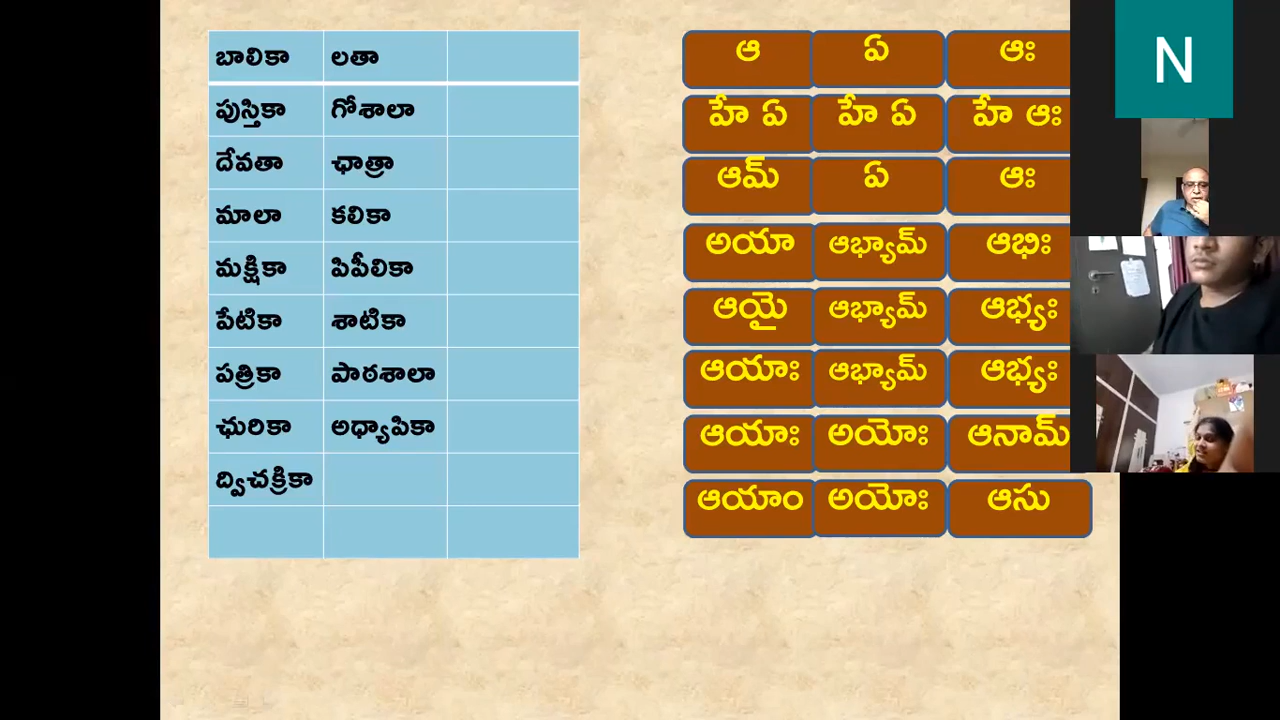 బాలికా లతా
పుస్తికా గోశాలా
దేవతా ఛాత్రా
మాలా కలికా
మక్షికా పిపీలికా
పేటికా శాటికా
పత్రికా పాఠశాలా
ఛురికా అధ్యాపికా
ద్విచక్రికా
ఆ ఏ ఆః
హే ఏ హే ఏ హే ఆః
ఆమ్ ఏ ఆః
అయా ఆభ్యామ్ ఆభిః
ఆయై ఆభ్యామ్ ఆభ్యః
ఆయాః ఆభ్యామ్ ఆభ్యః
ఆయాః అయోః ఆనామ్
ఆయాం అయోః ఆసు
N